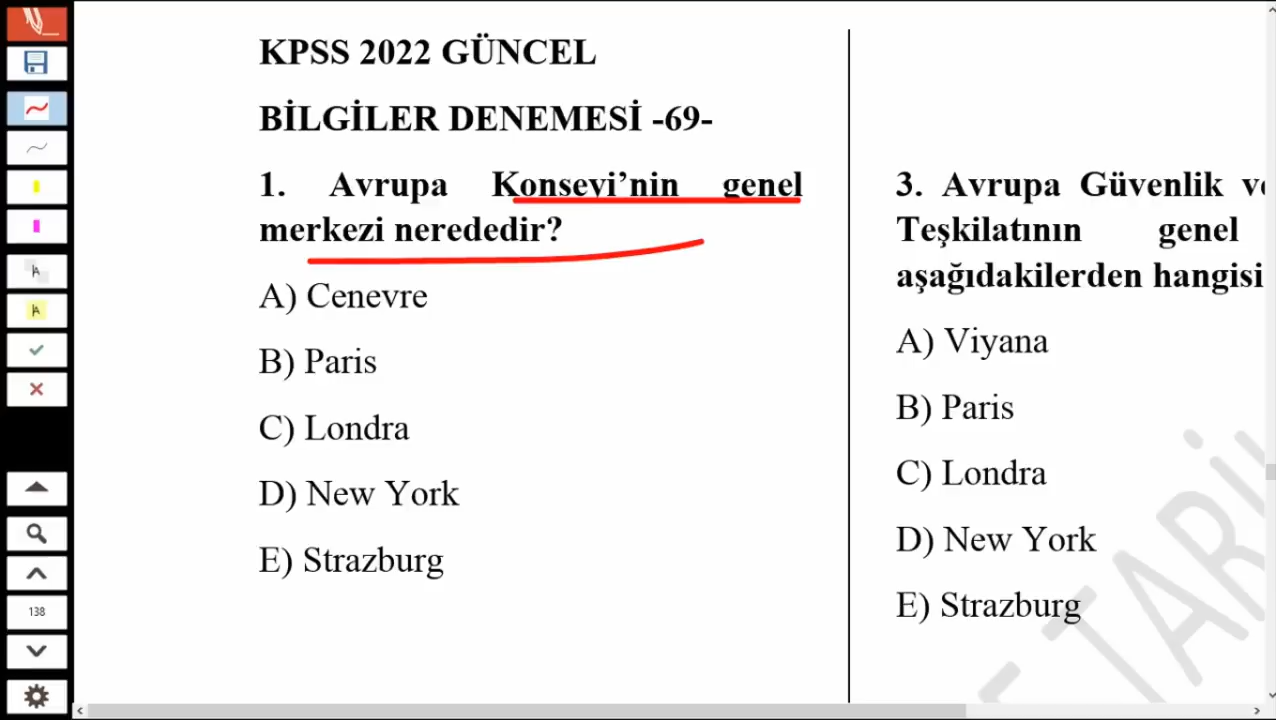 KPSS 2022 GÜNCEL
BİLGİLER DENEMESİ -69-
1. Avrupa Konseyi’nin genel
merkezi nerededir?
A) Cenevre
B) Paris
C) Londra
D) New York
E) Strazburg
3. Avrupa Güvenlik
Teşkilatının genel
aşağıdakilerden hangisi
A) Viyana
B) Paris
C) Londra
D) New York
E) Strazburg
138